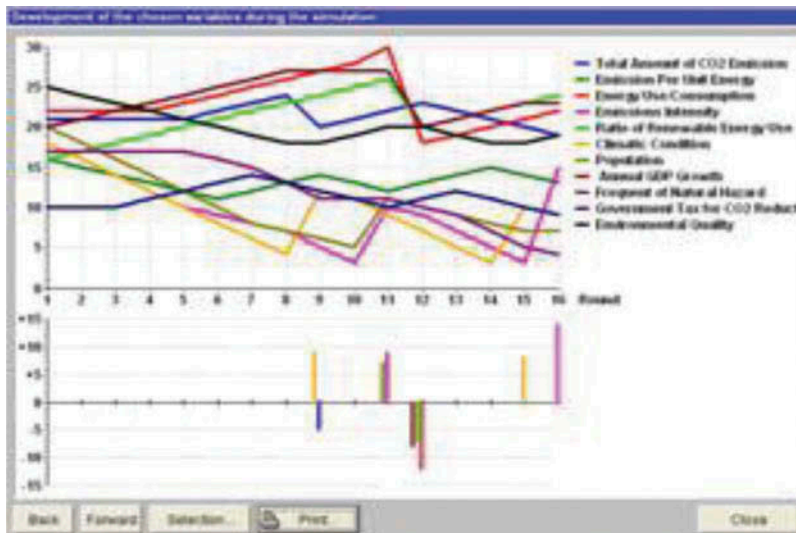 Development of the chosen variables during the simulation
30
25
20
15
10
5
0
1 2 3 4 5 6 7 8 9 10 11 12 13 14 15 16 Round
Total Amount of CO2 Emission
Emission Per Unit Energy
Energy Use Consumption
Emissions Intensity
Ratio of Renewable Energy Use
Climatic Condition
Population
Annual GDP Growth
Frequent of Natural Hazard
Government Tax for CO2 Reduct
Environmental Quality
+15
+10
+5
0
-5
-10
-15
Back Forward Selection... Print... Close